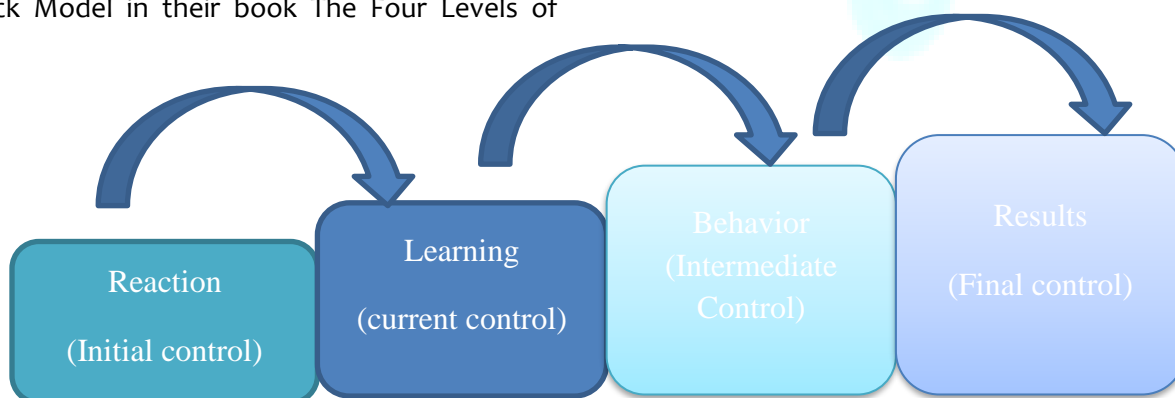 ck Model in their book The Four Levels of
Reaction
(Initial control)
Learning
(current control)
Behavior
(Intermediate
Control)
Results
(Final control)